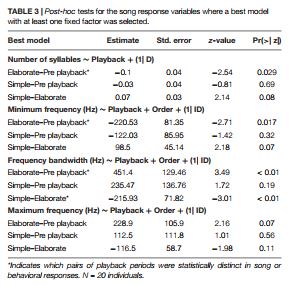 TABLE 3 | Post-hoc tests for the song response variables where a best model
with at least one fixed factor was selected.
Best model Estimate Std. error z-value Pr(>| z|)
Number of syllables ~ Playback + (1| D)
Elaborate–Pre playback* −0.1 0.04 −2.54 0.029
Simple–Pre playback −0.03 0.04 −0.81 0.69
Simple–Elaborate 0.07 0.03 2.14 0.08
Minimum frequency (Hz) ~ Playback + Order + (1| ID)
Elaborate–Pre playback* −220.53 81.35 −2.71 0.017
Simple–Pre playback −122.03 85.95 −1.42 0.32
Simple–Elaborate 98.5 45.14 2.18 0.07
Frequency bandwidth (Hz) ~ Playback + Order + (1| ID)
Elaborate–Pre playback* 451.4 129.46 3.49 < 0.01
Simple–Pre playback 235.47 136.76 1.72 0.19
Simple–Elaborate* −215.93 71.82 −3.01 < 0.01
Maximum frequency (Hz) ~ Playback + Order + (1| ID)
Elaborate–Pre playback 228.9 105.9 2.16 0.07
Simple–Pre playback 112.5 111.8 1.01 0.56
Simple–Elaborate −116.5 58.7 −1.98 0.11
*Indicates which pairs of playback periods were statistically distinct in song or
behavioral responses. N = 20 individuals.